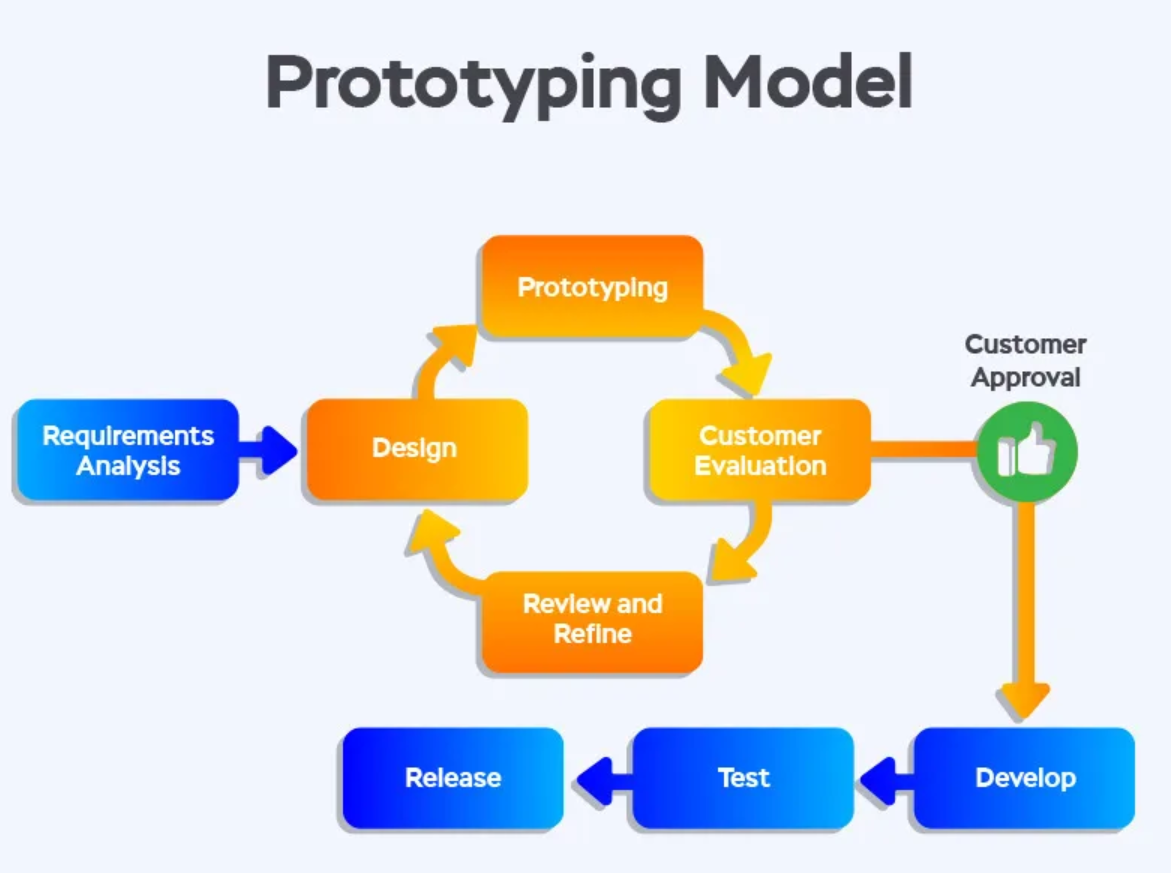 Prototyping Model
Prototyping
Customer
Approval
Requirements
Analysis
Design
Customer
Evaluation
Review and
Refine
Release
Test
Develop